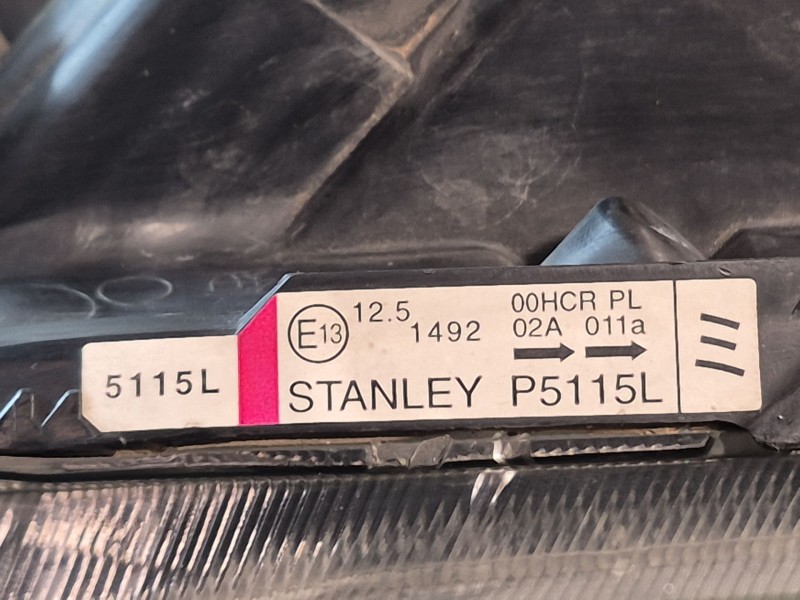 5115L
E13 12.5 1492
00HCR PL
02A 011a
STANLEY P5115L